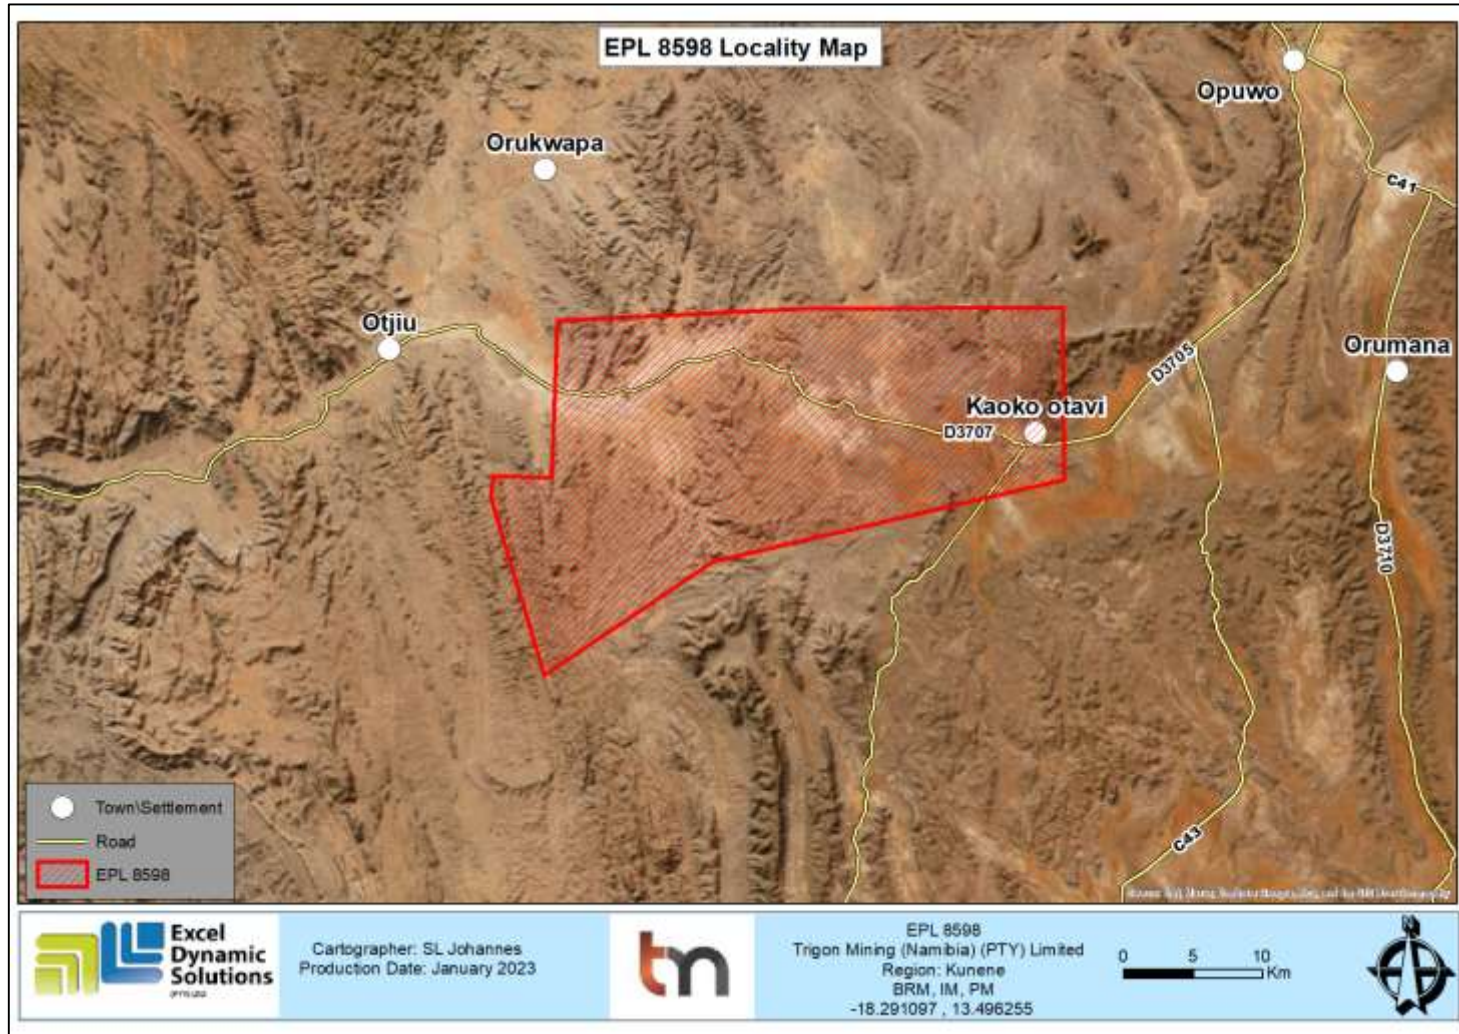 EPL 8598 Locality Map
Opuwo
Orukwapa
C41
Otjiu
Orumana
D3705
Kaoko otavi
D3707
D3710
C43
Town\Settlement
Road
EPL 8598
Excel
Dynamic
Solutions
Cartographer: SL Johannes
Production Date: January 2023
tm
EPL 8598
Trigon Mining (Namibia) (PTY) Limited
Region: Kunene
BRM, IM, PM
-18.291097 , 13.496255
0 5 10
Km
N